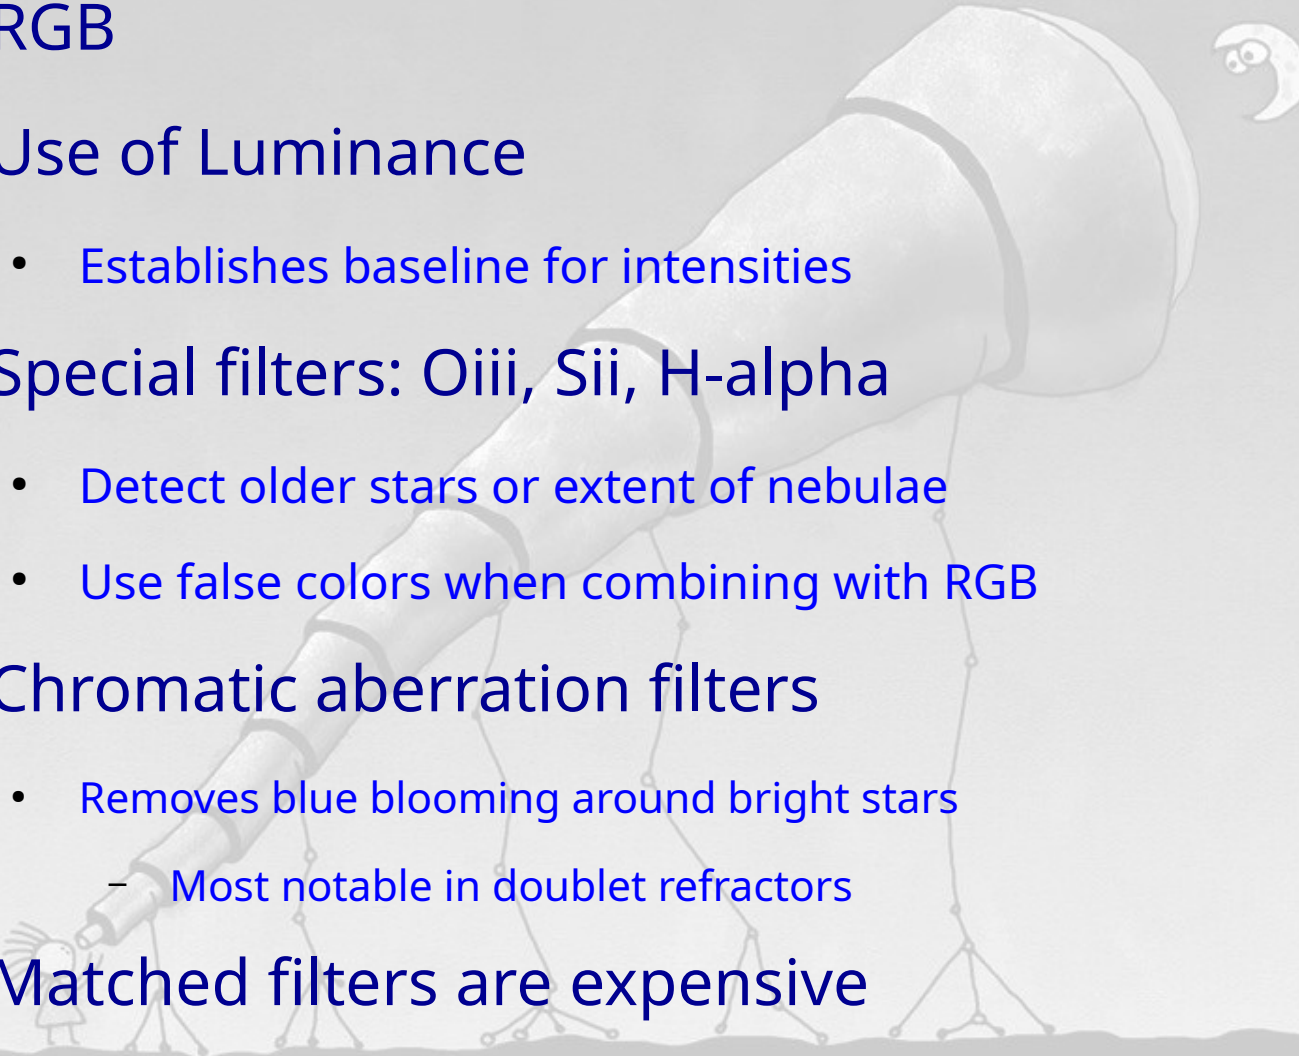 RGB
Use of Luminance
• Establishes baseline for intensities
Special filters: Oiii, Sii, H-alpha
• Detect older stars or extent of nebulae
• Use false colors when combining with RGB
Chromatic aberration filters
• Removes blue blooming around bright stars
– Most notable in doublet refractors
Matched filters are expensive